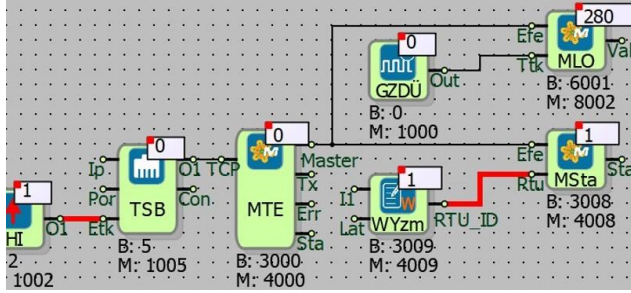 280
0
Efe
Val
Ttk
MLO
Out
GZDÜ
B: 6001
M: 8002
B: 0
M: 1000
0
0
1
Ip
O1
TCP
Master
Efe
Sta
1
Por
Con
Tx
1
Rtu
MSta
I1
TSB
MTE
Err
W
RTU_ID
B: 3008
M: 4008
HI
O1
Etk
Sta
Lat
WYzm
B: 5
M: 1005
B: 3000
M: 4000
B: 3009
M: 4009
2
1002